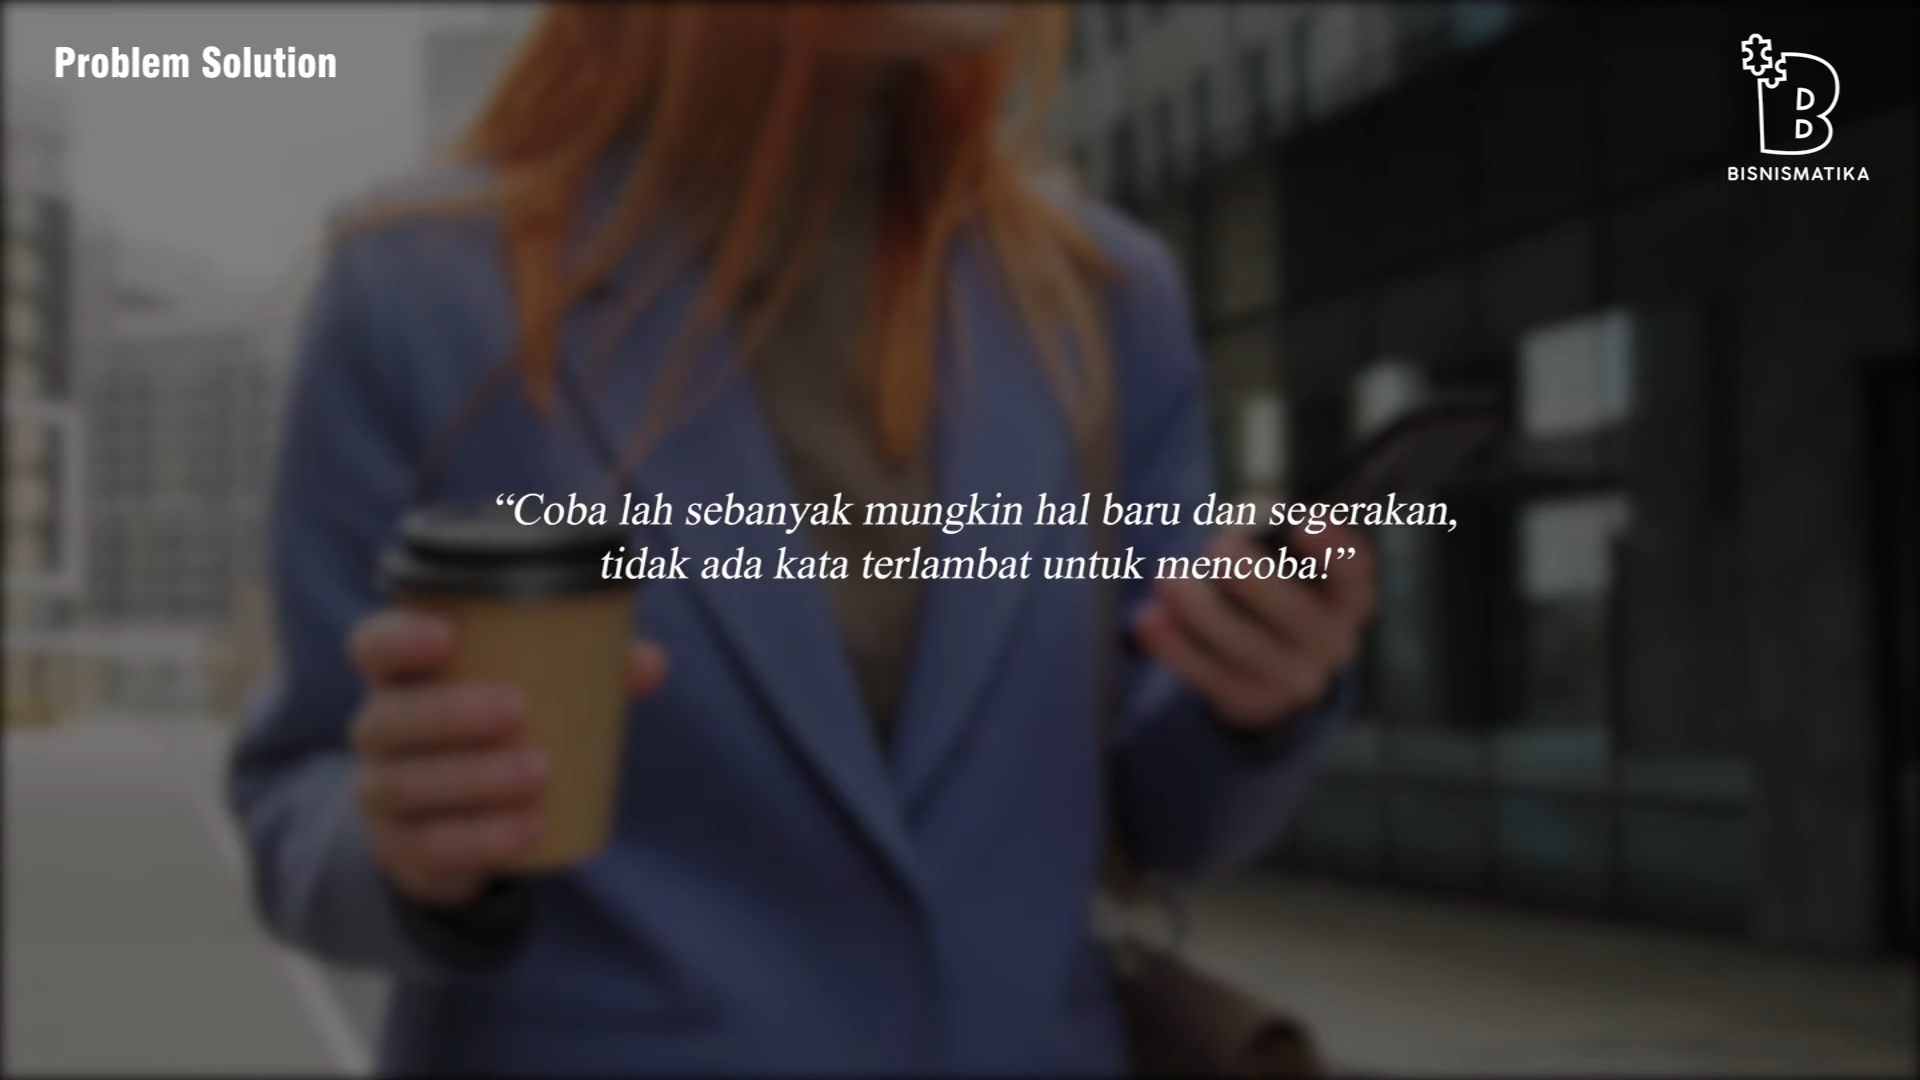 Problem Solution
BISNISMATIKA
“Coba lah sebanyak mungkin hal baru dan segerakan,
tidak ada kata terlambat untuk mencoba!”